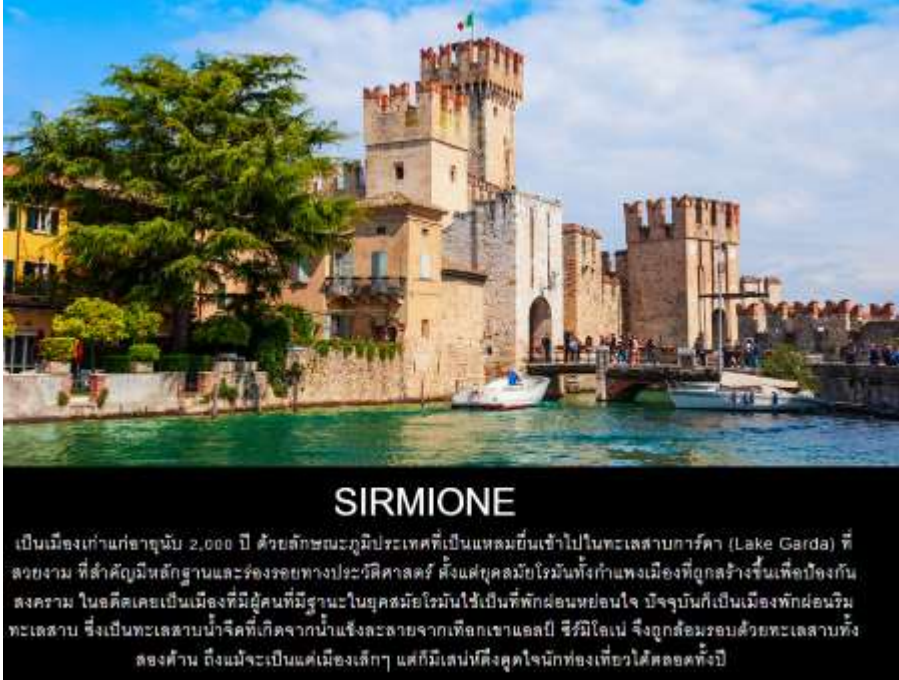 SIRMIONE
เป็นเมืองเก่าแก่อายุนับ 2,000 ปี ด้วยลักษณะภูมิประเทศที่เป็นแหลมยื่นเข้าไปในทะเลสาบการ์ดา (Lake Garda) ที่
สวยงาม ที่สำคัญมีหลักฐานและร่องรอยทางประวัติศาสตร์ ตั้งแต่ยุคสมัยโรมันทั้งกำแพงเมืองที่ถูกสร้างขึ้นเพื่อป้องกัน
สงคราม ในอดีตเคยเป็นเมืองที่มีผู้คนที่มีฐานะในยุคสมัยโรมันใช้เป็นที่พักผ่อนหย่อนใจ ปัจจุบันก็เป็นเมืองพักผ่อนริม
ทะเลสาบ ซึ่งเป็นทะเลสาบน้ำจืดที่เกิดจากน้ำแข็งละลายจากเทือกเขาแอลป์ ซีร์มิโอเน่ จึงถูกล้อมรอบด้วยทะเลสาบทั้ง
สองด้าน ถึงแม้จะเป็นแค่เมืองเล็กๆ แต่ก็มีเสน่ห์ดึงดูดใจนักท่องเที่ยวได้ตลอดทั้งปี